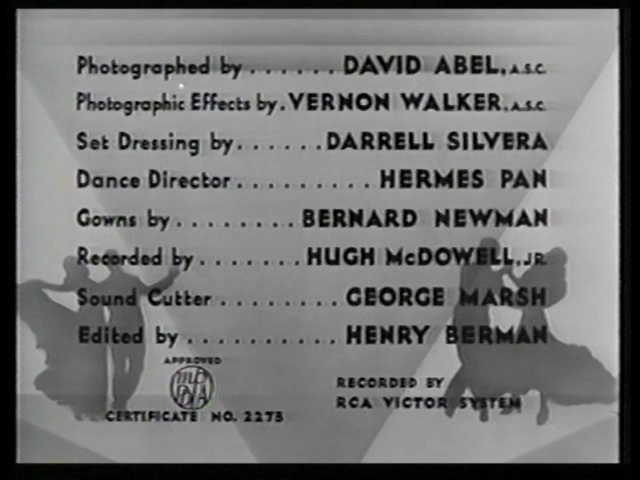 Photographed by......DAVID ABEL, A.S.C.
Photographic Effects by.VERNON WALKER, A.S.C.
Set Dressing by......DARRELL SILVERA
Dance Director.........HERMES PAN
Gowns by........BERNARD NEWMAN
Recorded by.......HUGH McDOWELL, JR.
Sound Cutter........GEORGE MARSH
Edited by..........HENRY BERMAN
APPROVED
MPPDA
CERTIFICATE NO. 2273
RECORDED BY
RCA VICTOR SYSTEM